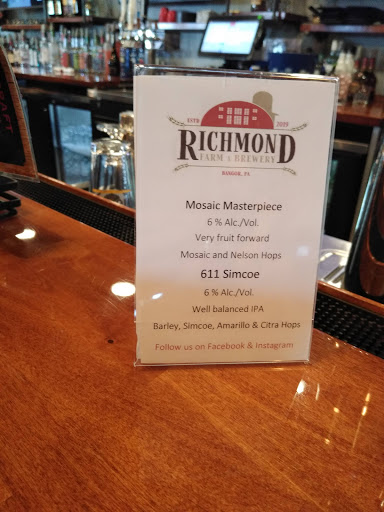 ESTD 2019
RICHMOND
FARM & BREWERY
BANGOR, PA
Mosaic Masterpiece
6 % Alc./Vol.
Very fruit forward
Mosaic and Nelson Hops
611 Simcoe
6 % Alc./Vol.
Well balanced IPA
Barley, Simcoe, Amarillo & Citra Hops
Follow us on Facebook & Instagram